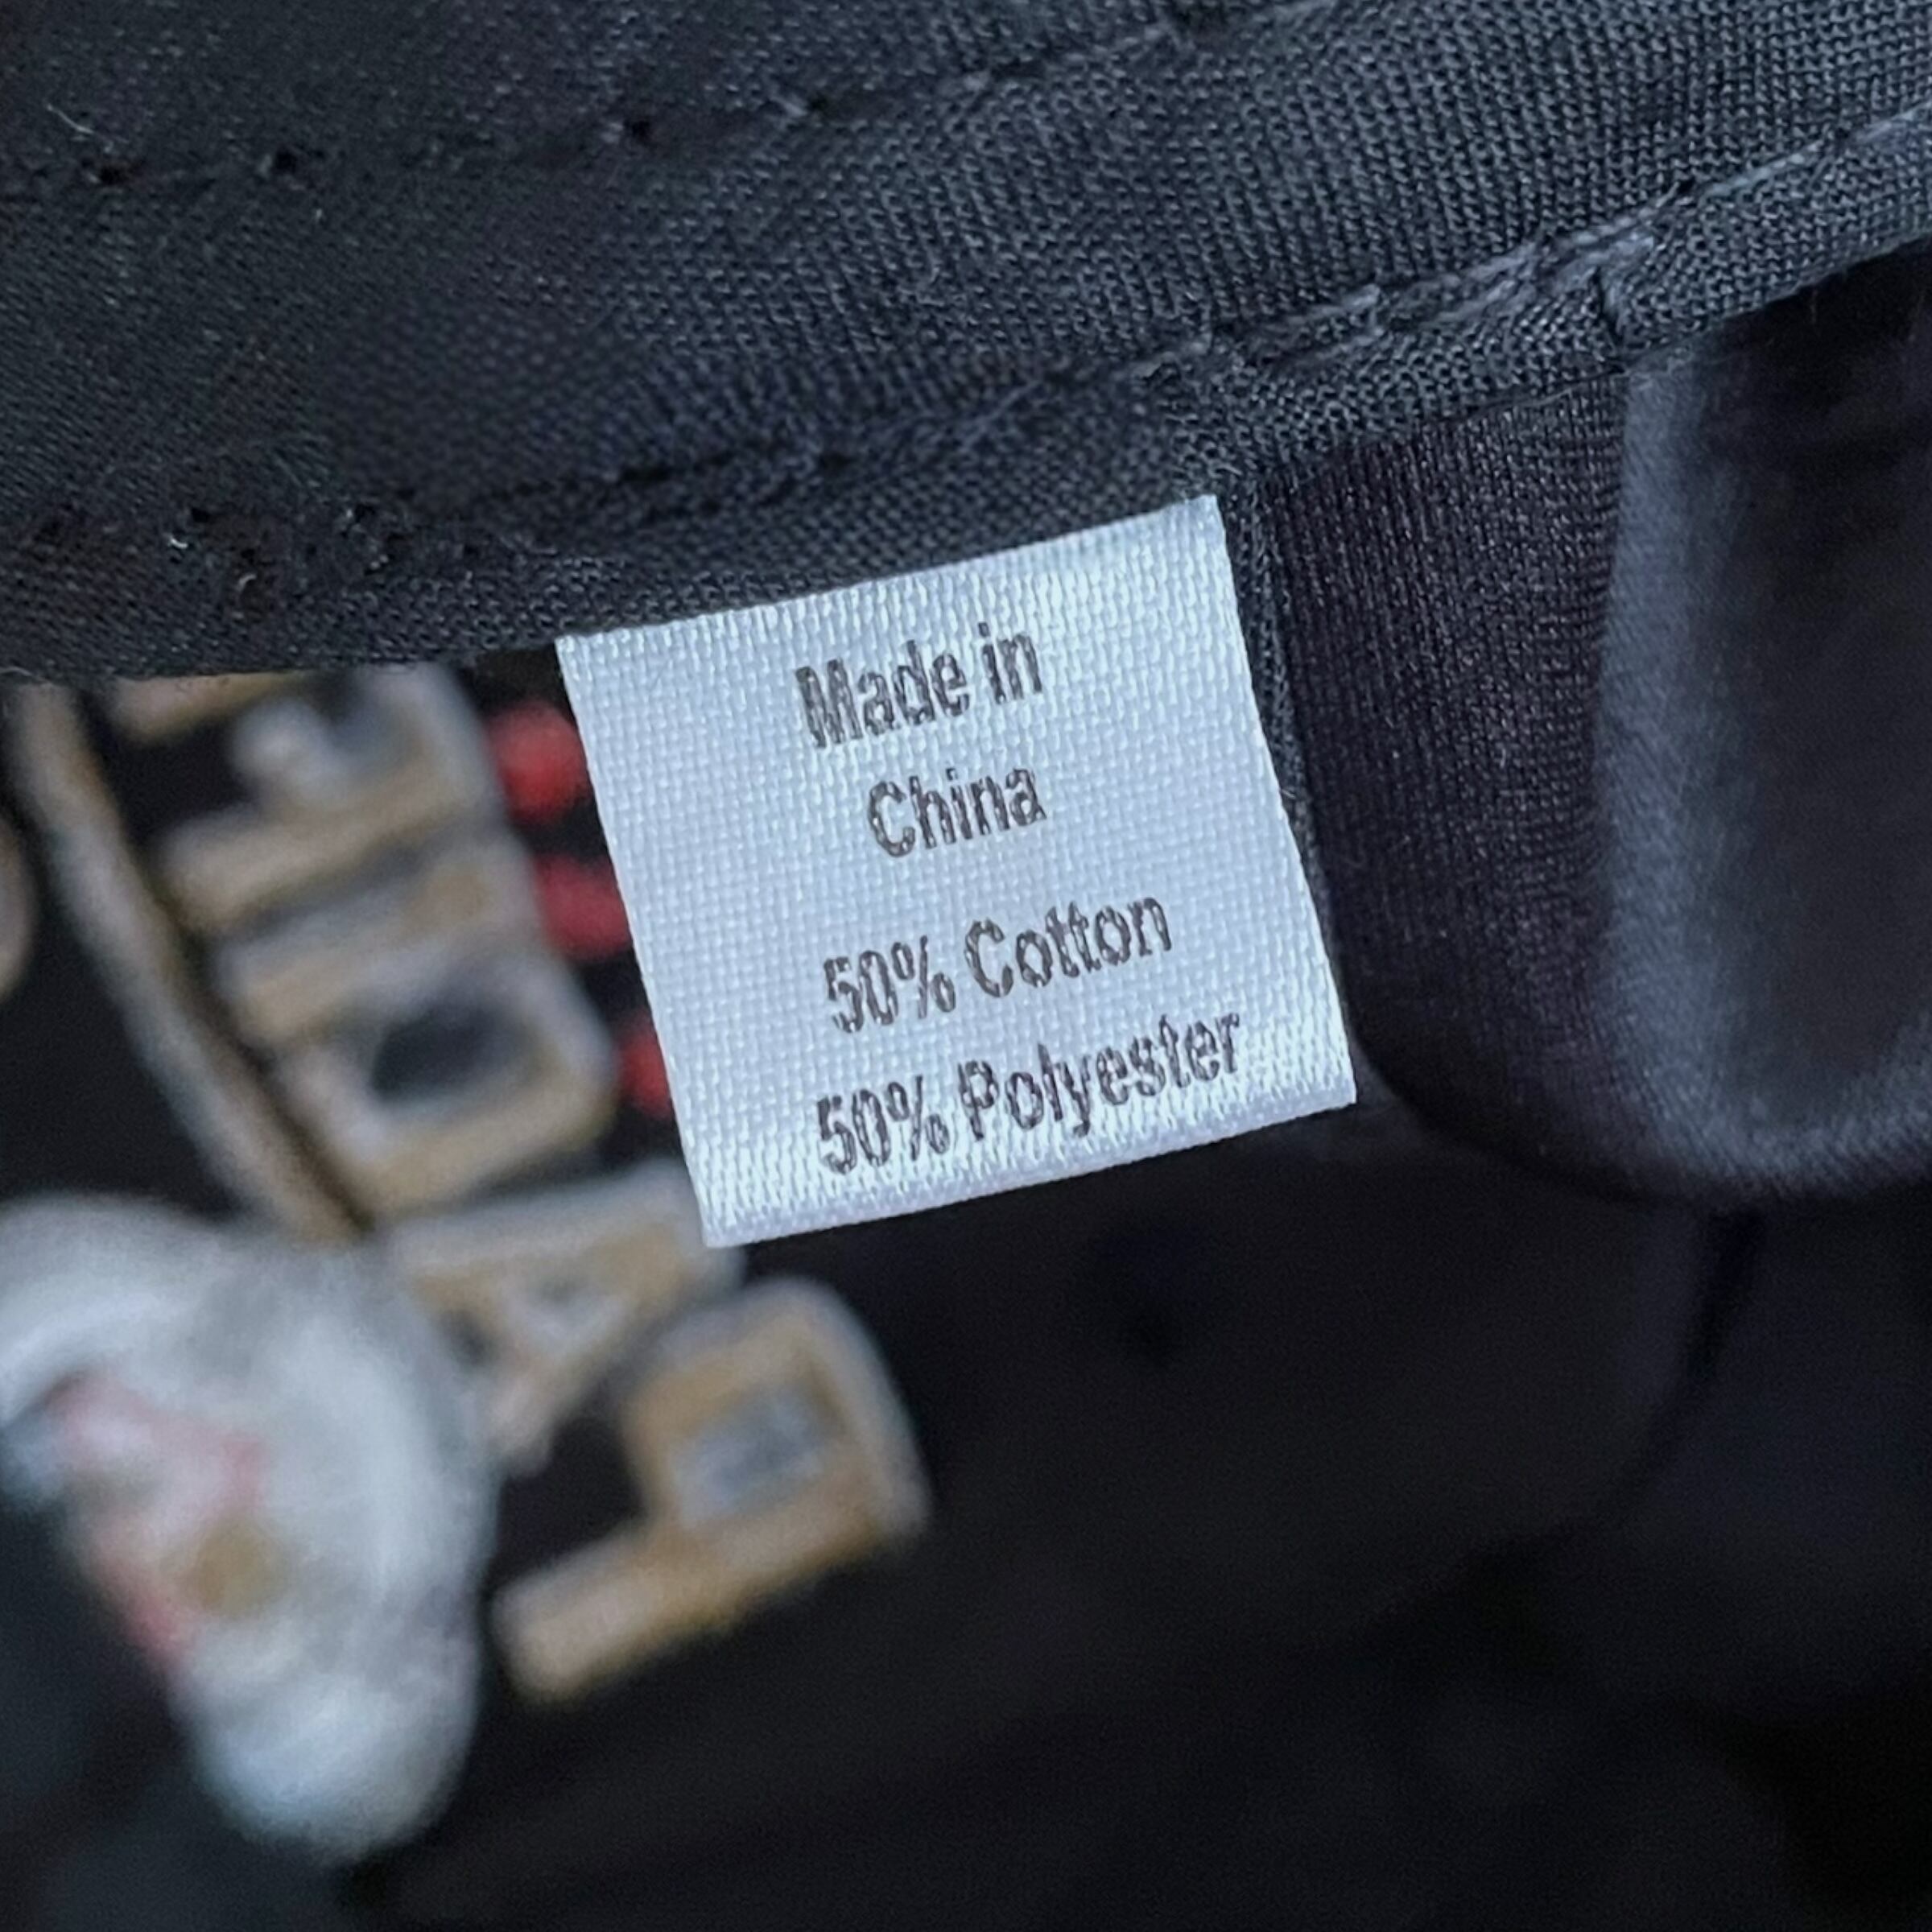 Made in
China
50% Cotton
50% Polyester